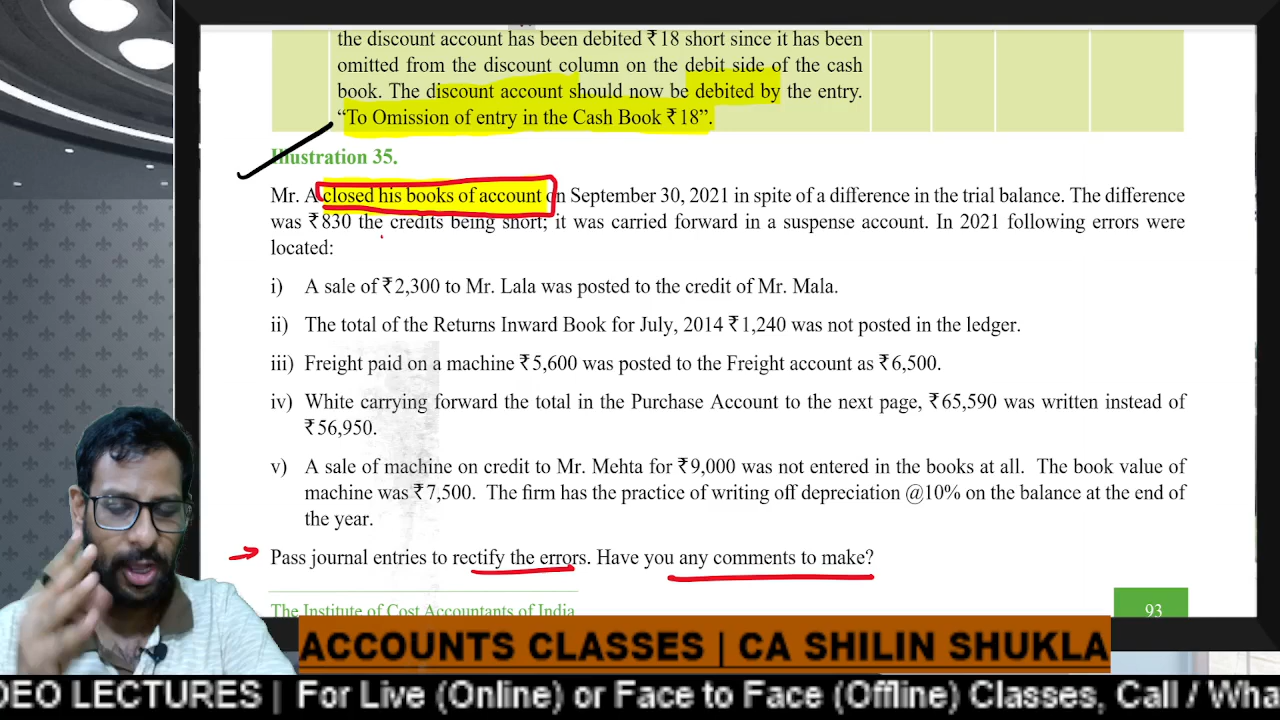 the discount account has been debited ₹18 short since it has been
omitted from the discount column on the debit side of the cash
book. The discount account should now be debited by the entry.
“To Omission of entry in the Cash Book ₹18”.
Illustration 35.
Mr. A closed his books of account on September 30, 2021 in spite of a difference in the trial balance. The difference
was ₹830 the credits being short; it was carried forward in a suspense account. In 2021 following errors were
located:
i) A sale of ₹2,300 to Mr. Lala was posted to the credit of Mr. Mala.
ii) The total of the Returns Inward Book for July, 2014 ₹1,240 was not posted in the ledger.
iii) Freight paid on a machine ₹5,600 was posted to the Freight account as ₹6,500.
iv) White carrying forward the total in the Purchase Account to the next page, ₹65,590 was written instead of
₹56,950.
v) A sale of machine on credit to Mr. Mehta for ₹9,000 was not entered in the books at all. The book value of
machine was ₹7,500. The firm has the practice of writing off depreciation @10% on the balance at the end of
the year.
Pass journal entries to rectify the errors. Have you any comments to make?
The Institute of Cost Accountants of India
93
ACCOUNTS CLASSES | CA SHILIN SHUKLA
DEO LECTURES | For Live (Online) or Face to Face (Offline) Classes, Call / Wha